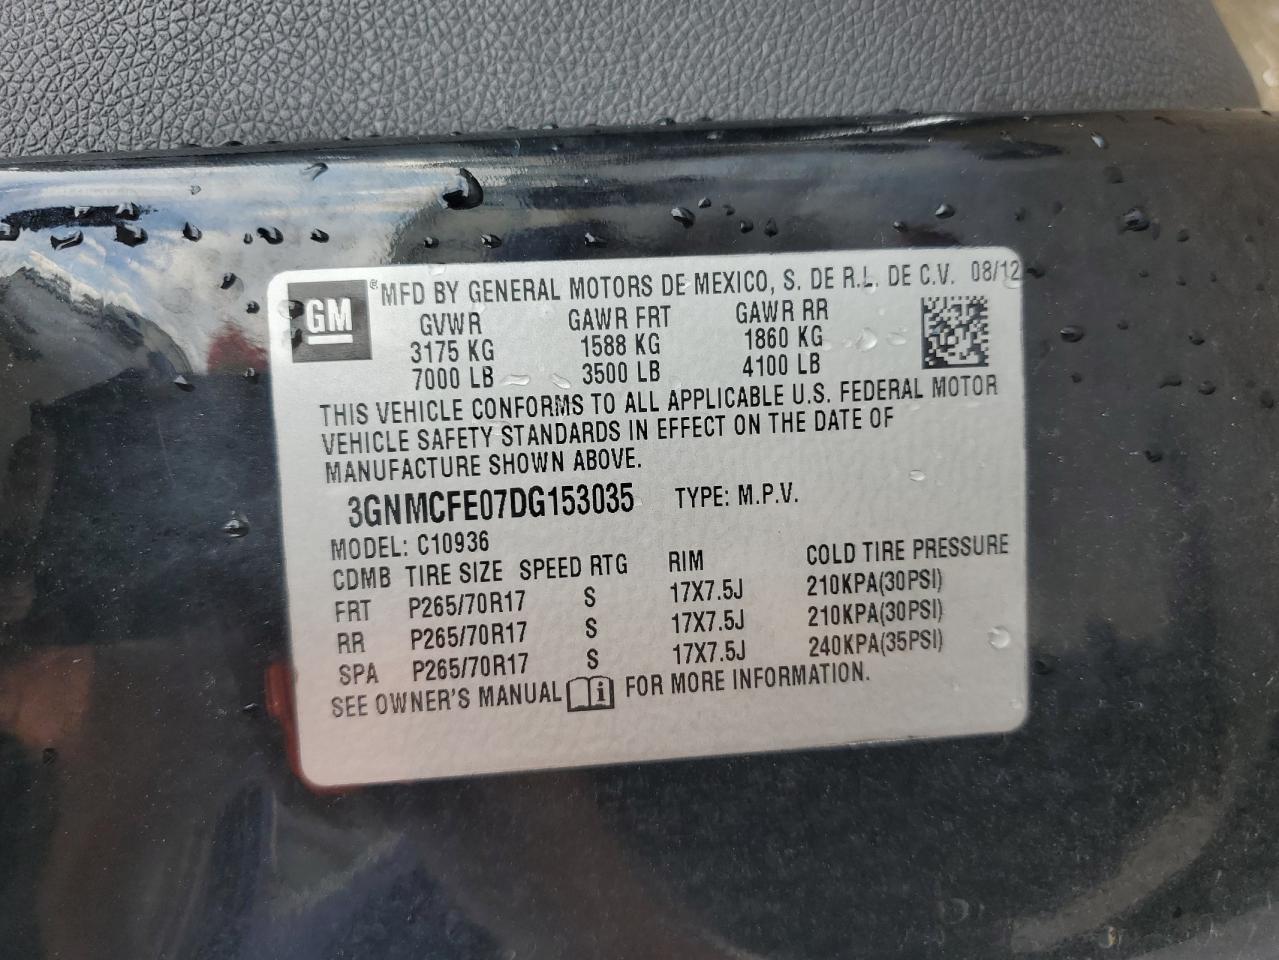 GM
® MFD BY GENERAL MOTORS DE MEXICO, S. DE R.L. DE C.V. 08/12
GVWR GAWR FRT GAWR RR
3175 KG 1588 KG 1860 KG
7000 LB 3500 LB 4100 LB
THIS VEHICLE CONFORMS TO ALL APPLICABLE U.S. FEDERAL MOTOR
VEHICLE SAFETY STANDARDS IN EFFECT ON THE DATE OF
MANUFACTURE SHOWN ABOVE.
3GNMCFE07DG153035 TYPE: M.P.V.
MODEL: C10936
CDMB TIRE SIZE SPEED RTG RIM COLD TIRE PRESSURE
FRT P265/70R17 S 17X7.5J 210KPA(30PSI)
RR P265/70R17 S 17X7.5J 210KPA(30PSI)
SPA P265/70R17 S 17X7.5J 240KPA(35PSI)
SEE OWNER'S MANUAL i FOR MORE INFORMATION.